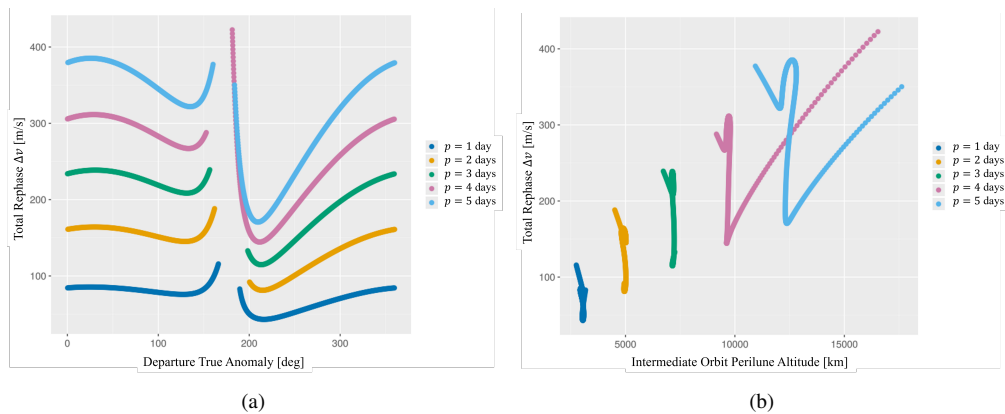 400
300
200
100
0
100
200
300
Total Rephase Δv [m/s]
Departure True Anomaly [deg]
p = 1 day
p = 2 days
p = 3 days
p = 4 days
p = 5 days
(a)
400
300
200
100
5000
10000
15000
Total Rephase Δv [m/s]
Intermediate Orbit Perilune Altitude [km]
p = 1 day
p = 2 days
p = 3 days
p = 4 days
p = 5 days
(b)